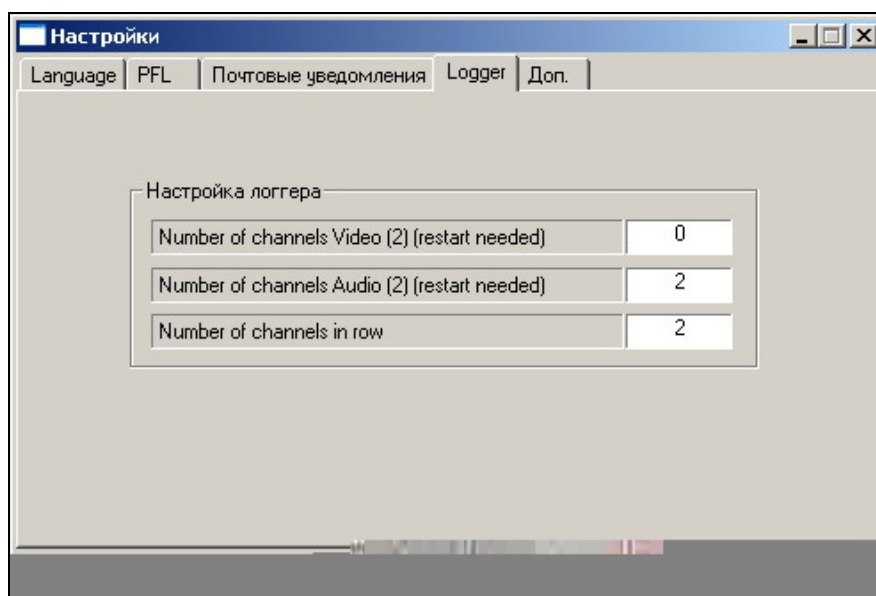 Настройки
Language PFL Почтовые уведомления Logger Доп.
Настройка логгера
Number of channels Video (2) (restart needed) 0
Number of channels Audio (2) (restart needed) 2
Number of channels in row 2